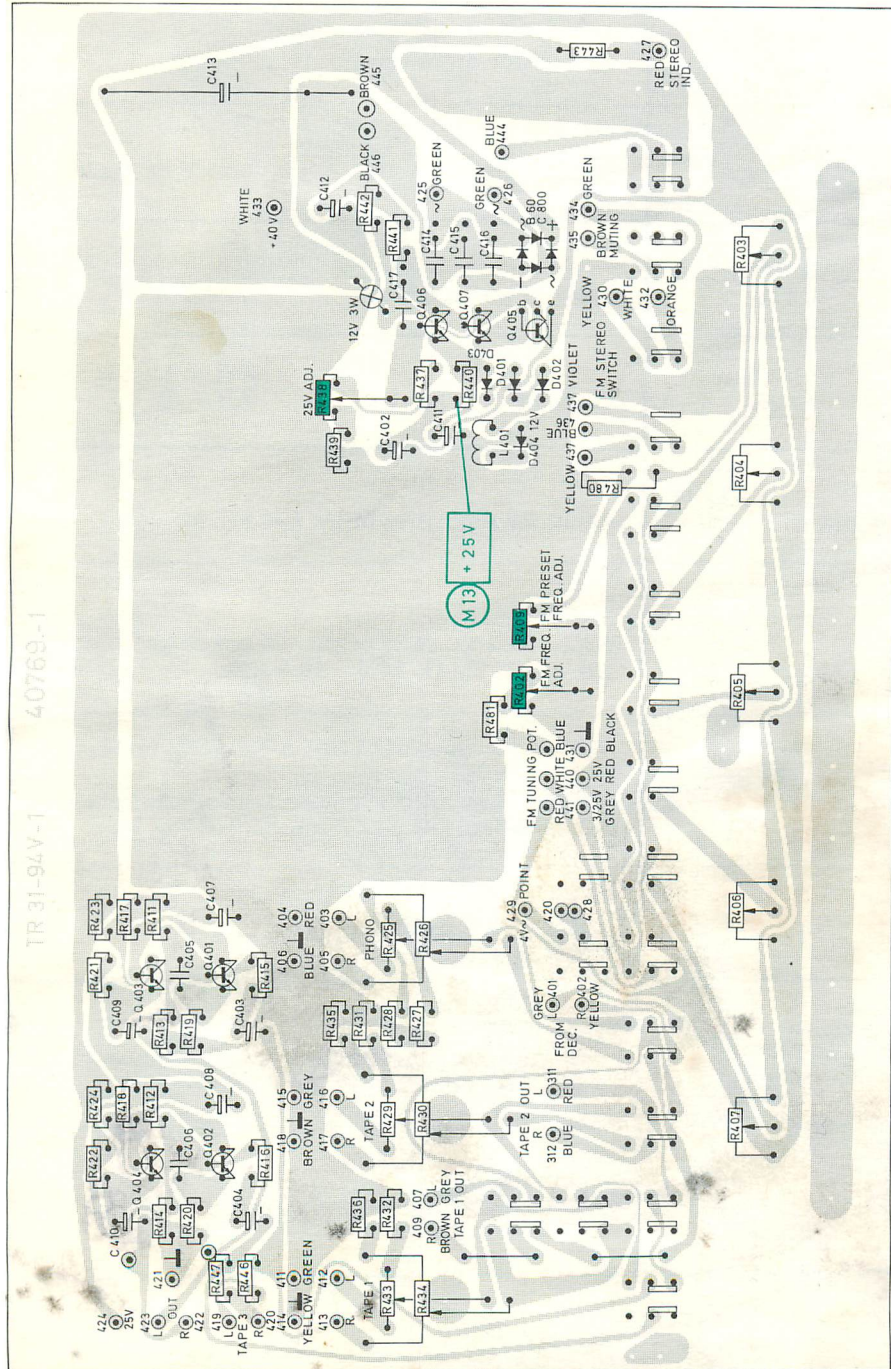 TR 31-94V-1 40769.-1
C413
R443
427
RED
STEREO
IND.
BROWN
445
BLACK
446
BLUE
444
WHITE
433
+40V
C412
R442
R441
425 GREEN
~
GREEN
426
~
C414
C415
C416
C417
12V 3W
B 60
C 800
~
+
−
~
434 GREEN
435 BROWN
MUTING
R403
Q406
Q407
Q405
b
c
e
YELLOW
430
WHITE
432
ORANGE
25V ADJ.
R438
R437
R440
D403
D401
D402
FM STEREO
SWITCH
437 VIOLET
436
BLUE
YELLOW 437
R439
C402
C411
L401
D404 12V
R480
R404
M13
+ 25V
R409
FM PRESET
FREQ. ADJ.
R402
FM FREQ.
ADJ.
R481
R405
FM TUNING POT.
RED WHITE BLUE
441 440 431
3/25V 25V
GREY RED BLACK
R423
R417
R411
C407
404
RED
403
L
PHONO
R425
R426
429
4V~ POINT
420
428
R406
R421
Q403
C405
Q401
R415
406
BLUE
405
R
C409
R413
R419
C403
R435
R431
R428
R427
GREY
L 401
FROM
DEC.
R 402
YELLOW
R424
R418
R412
C408
415
GREY
416
L
TAPE 2
R429
R430
TAPE 2 OUT
L 311
RED
R
312
BLUE
R407
R422
Q404
C406
Q402
R416
418
BROWN
417
R
C410
R414
R420
C404
R436
R432
407 L
GREY
409 R
BROWN
TAPE 1 OUT
421
R447
R446
411
GREEN
412
L
TAPE 1
R433
R434
424
25V
423
L
OUT
R
422
419
L
TAPE 3
R
420
414
YELLOW
413
R